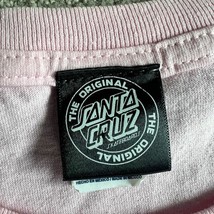 THE ORIGINAL
SANTA
CRUZ
SKATEBOARDS
THE ORIGINAL